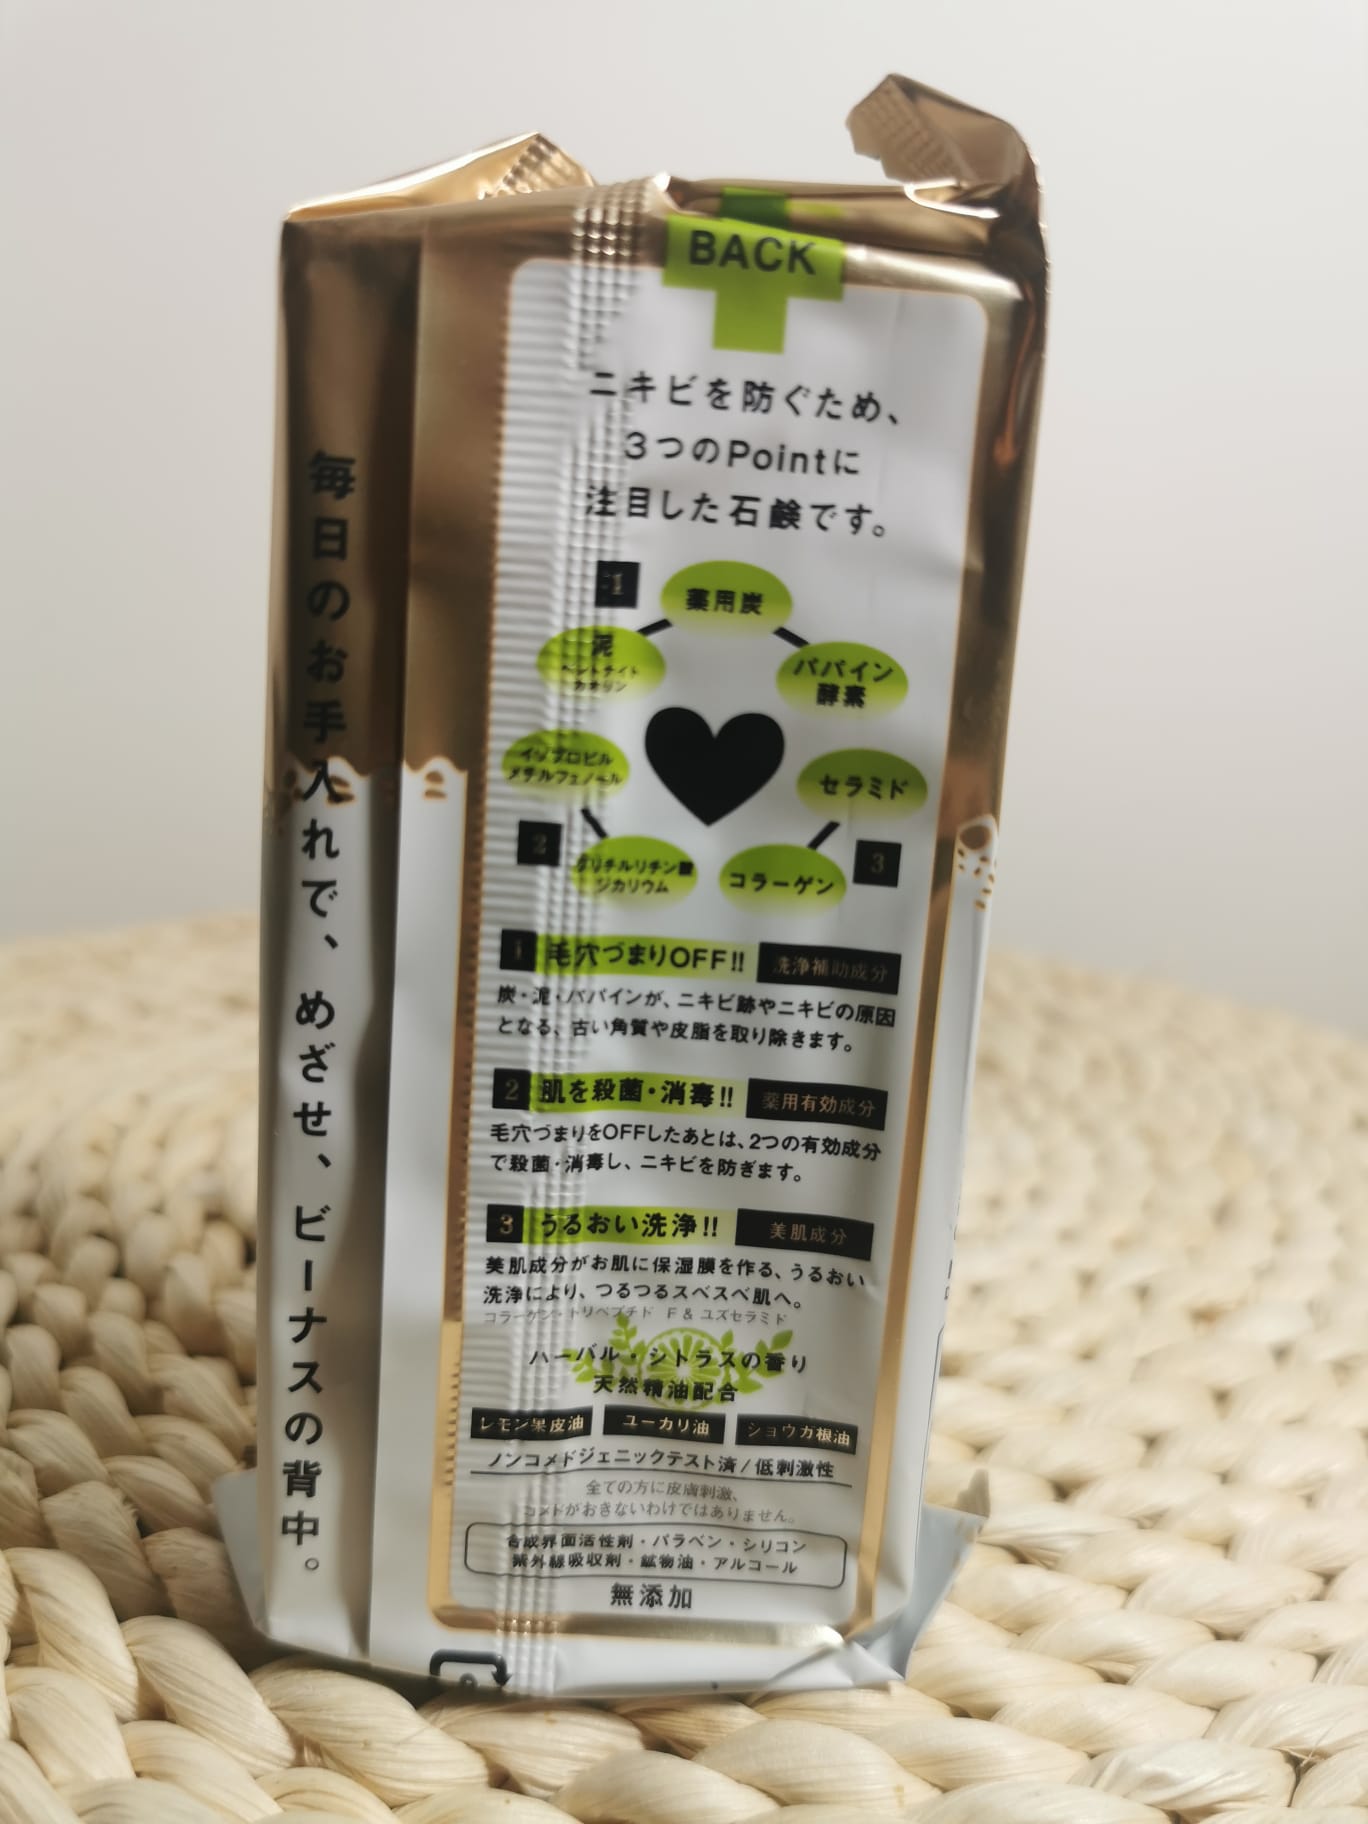 毎日のお手入れで、めざせ、ビーナスの背中。
BACK
ニキビを防ぐため、
3つのPointに
注目した石鹸です。
1
薬用炭
泥
ベントナイト
カオリン
パパイン
酵素
イソプロピル
メチルフェノール
セラミド
2
グリチルリチン酸
ジカリウム
コラーゲン
3
1 毛穴づまりOFF!! 洗浄補助成分
炭・泥・パパインが、ニキビ跡やニキビの原因
となる、古い角質や皮脂を取り除きます。
2 肌を殺菌・消毒!! 薬用有効成分
毛穴づまりをOFFしたあとは、2つの有効成分
で殺菌・消毒し、ニキビを防ぎます。
3 うるおい洗浄!! 美肌成分
美肌成分がお肌に保湿膜を作る、うるおい
洗浄により、つるつるスベスベ肌へ。
コラーゲン・トリペプチド F & ユズセラミド
ハーバル・シトラスの香り
天然精油配合
レモン果皮油 ユーカリ油 ショウガ根油
ノンコメドジェニックテスト済/低刺激性
全ての方に皮膚刺激、
コメドがおきないわけではありません。
合成界面活性剤・パラベン・シリコン
紫外線吸収剤・鉱物油・アルコール
無添加